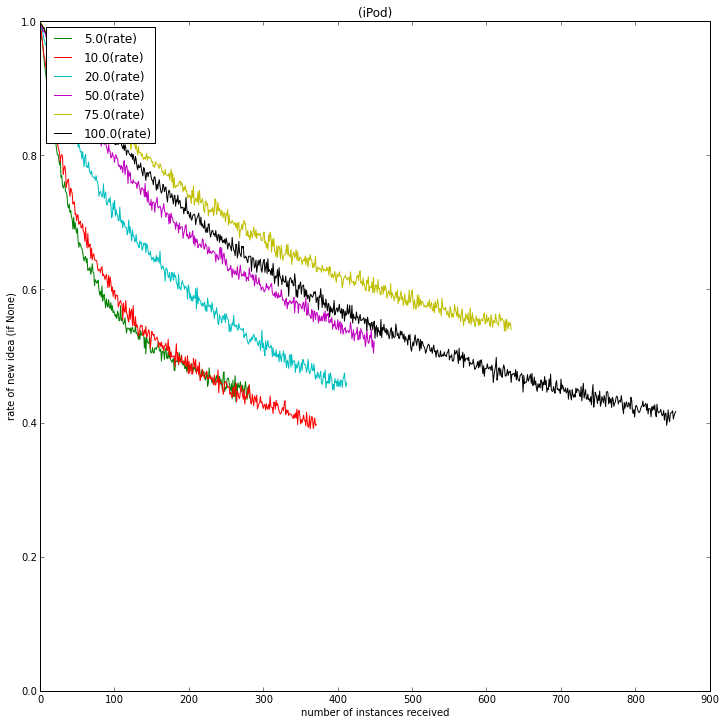 (iPod)
5.0(rate)
10.0(rate)
20.0(rate)
50.0(rate)
75.0(rate)
100.0(rate)
rate of new idea (if None)
1.0
0.8
0.6
0.4
0.2
0.0
0 100 200 300 400 500 600 700 800 900
number of instances received